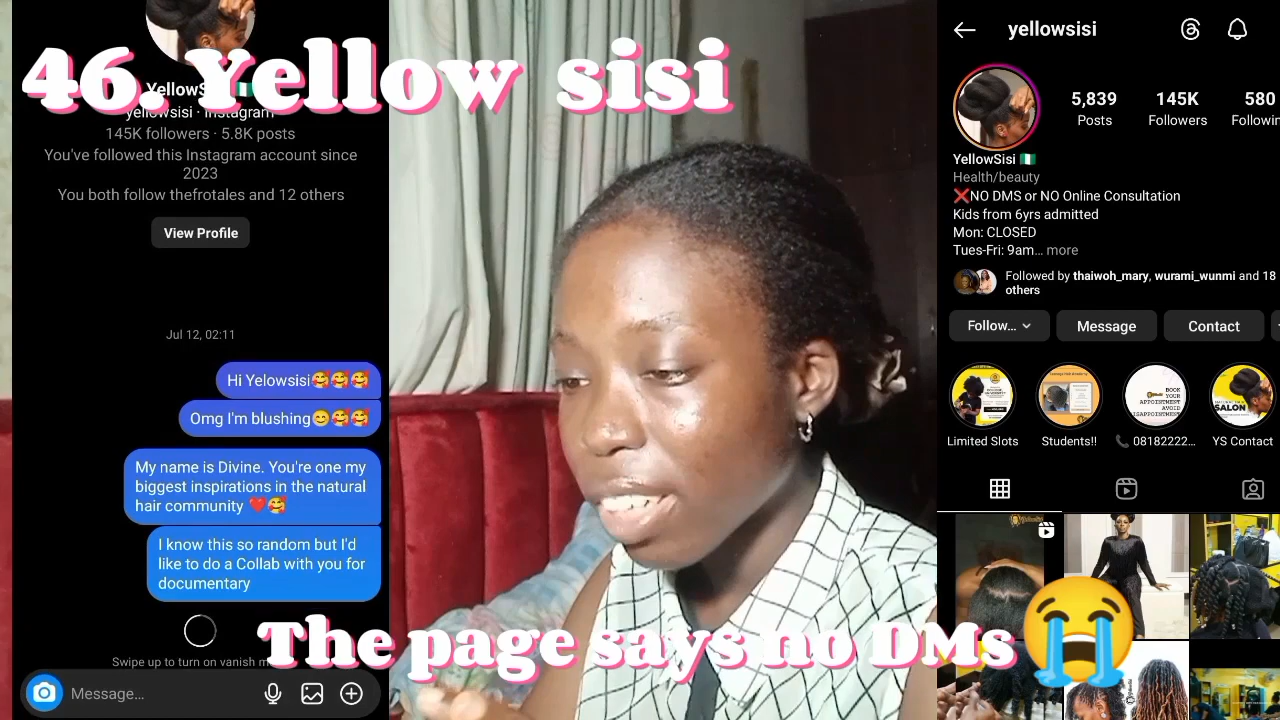 46. Yellow sisi
yellowsisi · Instagram
145K followers · 5.8K posts
You've followed this Instagram account since
2023
You both follow thefrotales and 12 others
View Profile
Jul 12, 02:11
Hi Yelowsisi🥰🥰🥰
Omg I'm blushing😊🥰🥰
My name is Divine. You're one my
biggest inspirations in the natural
hair community ❤️🥰
I know this so random but I'd
like to do a Collab with you for
documentary
Swipe up to turn on vanish m
Message...
The page says no DMs😭
yellowsisi
5,839
Posts
145K
Followers
580
Followin
YellowSisi 🇳🇬
Health/beauty
❌NO DMS or NO Online Consultation
Kids from 6yrs admitted
Mon: CLOSED
Tues-Fri: 9am... more
Followed by thaiwoh_mary, wurami_wunmi and 18
others
Follow...
Message
Contact
BOOK
YOUR
APPOINTMENT
AVOID
SALON
Limited Slots
Students!!
📞 08182222...
YS Contact